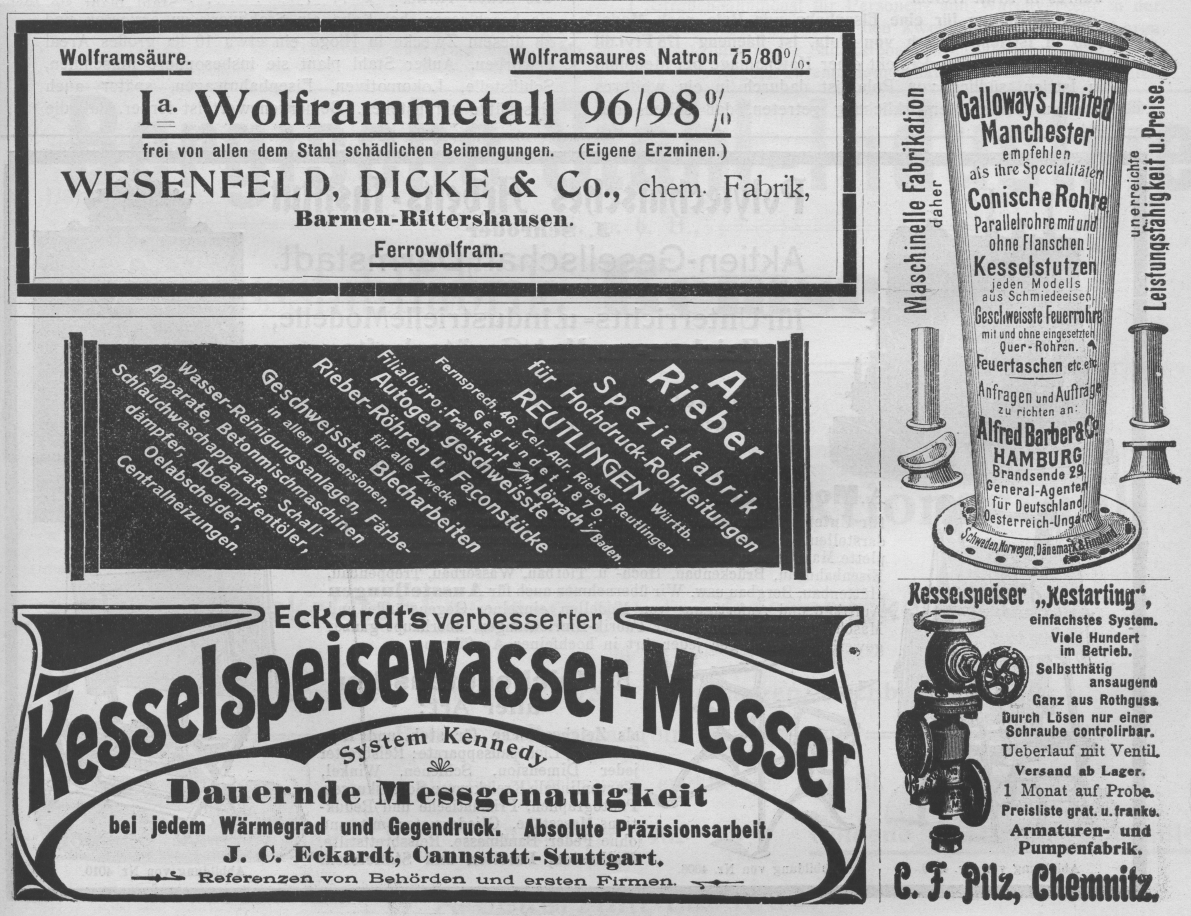 Wolframsäure. Wolframsaures Natron 75/80%.
Ia. Wolframmetall 96/98%
frei von allen dem Stahl schädlichen Beimengungen. (Eigene Erzminen.)
WESENFELD, DICKE & Co., chem. Fabrik,
Barmen-Rittershausen.
Ferrowolfram.
A.
Rieber
Spezialfabrik
für Hochdruck-Rohrleitungen
REUTLINGEN Württb.
Gegründet 1879
Fernsprech. 46, Tel. Adr. Rieber Reutlingen
Filialbüro: Frankfurt a/M, Lörrach i/Baden.
Autogen geschweisste
Rieber-Röhren u. Faconstücke
für alle Zwecke
Geschweisste Blecharbeiten
in allen Dimensionen.
Wasser-Reinigungsanlagen, Färbe-
Apparate, Betonmischmaschinen
Schlauchwaschapparate, Schall-
dämpfer, Abdampfentöler,
Oelabscheider,
Centralheizungen.
Eckardt's verbesserter
Kesselspeisewasser-Messer
System Kennedy
Dauernde Messgenauigkeit
bei jedem Wärmegrad und Gegendruck. Absolute Präzisionsarbeit.
J. C. Eckardt, Cannstatt-Stuttgart.
Referenzen von Behörden und ersten Firmen.
Maschinelle Fabrikation
daher
Galloway's Limited
Manchester
empfehlen
als ihre Specialitäten
Conische Rohre
Parallelrohre mit und
ohne Flanschen!
Kesselstutzen
jeden Modells
aus Schmiedeeisen.
Geschweisste Feuerrohre
mit und ohne eingesetzten
Quer-Rohren.
Feuertaschen etc. etc.
Anfragen und Aufträge
zu richten an:
Alfred Barber & Co
HAMBURG
Brandsende 29.
General-Agenten
für Deutschland,
Oesterreich-Ungarn
Schweden, Norwegen, Dänemark & Finnland.
unerreichte
Leistungsfähigkeit u. Preise.
Kesselspeiser „Restarting“,
einfachstes System.
Viele Hundert
im Betrieb.
Selbstthätig
ansaugend
Ganz aus Rothguss.
Durch Lösen nur einer
Schraube controlirbar.
Ueberlauf mit Ventil.
Versand ab Lager.
1 Monat auf Probe.
Preisliste grat. u. franko.
Armaturen- und
Pumpenfabrik.
C. F. Pilz, Chemnitz.